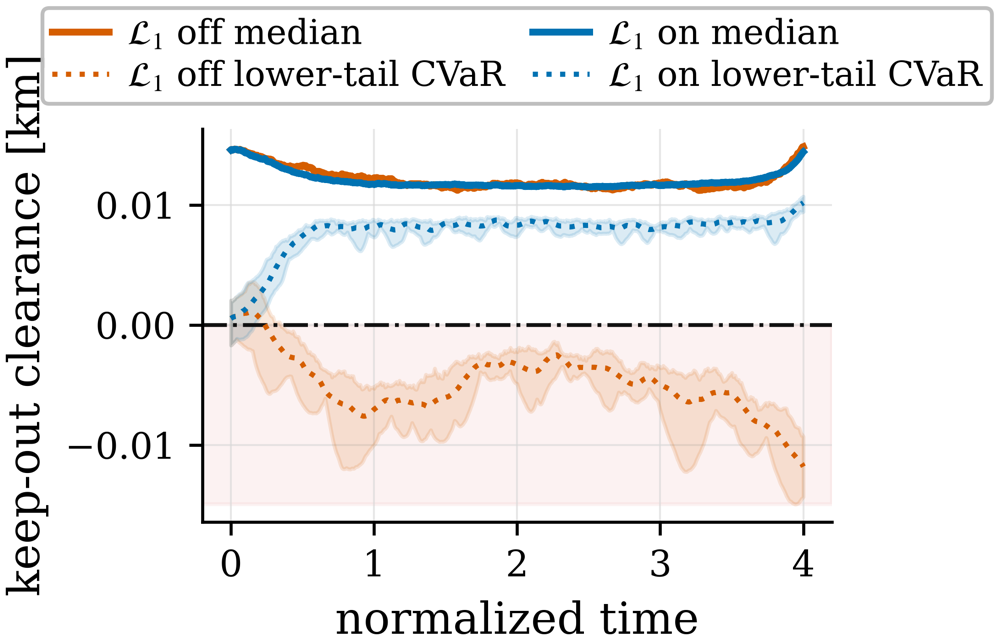 ℒ₁ off median
ℒ₁ on median
ℒ₁ off lower-tail CVaR
ℒ₁ on lower-tail CVaR
keep-out clearance [km]
0.01
0.00
−0.01
0 1 2 3 4
normalized time